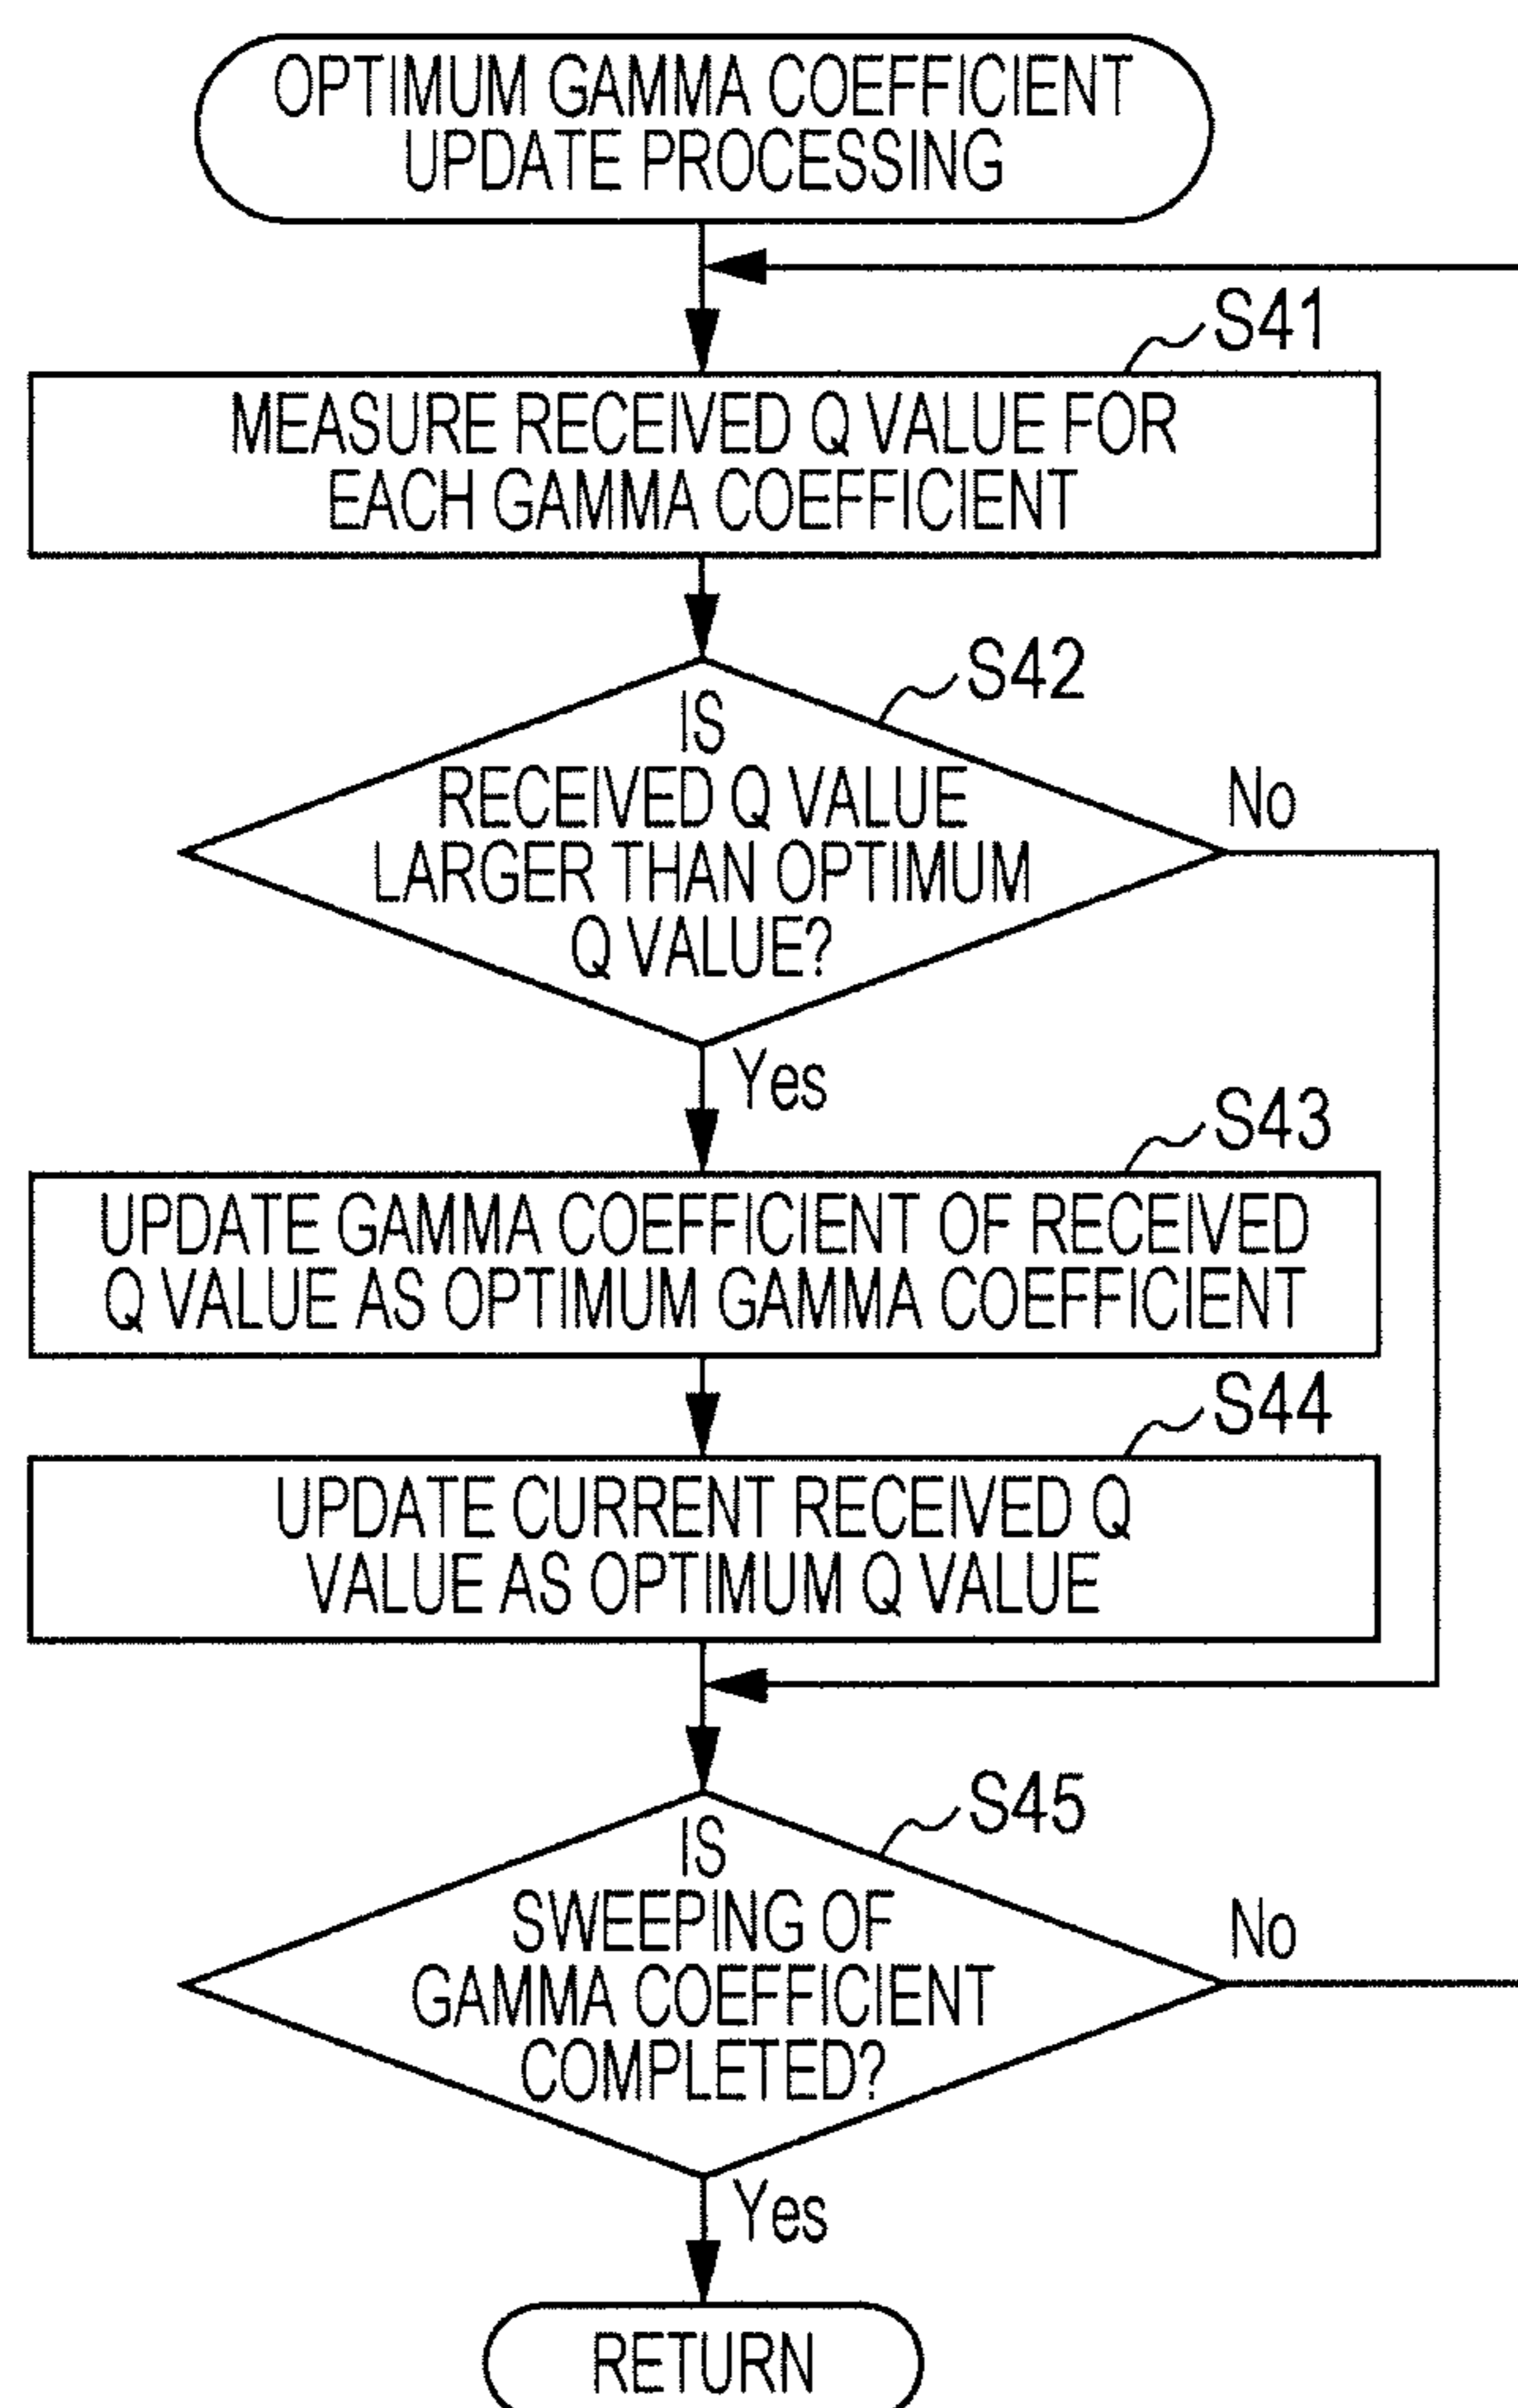 OPTIMUM GAMMA COEFFICIENT
UPDATE PROCESSING
S41
MEASURE RECEIVED Q VALUE FOR
EACH GAMMA COEFFICIENT
S42
IS
RECEIVED Q VALUE
LARGER THAN OPTIMUM
Q VALUE?
No
Yes
S43
UPDATE GAMMA COEFFICIENT OF RECEIVED
Q VALUE AS OPTIMUM GAMMA COEFFICIENT
S44
UPDATE CURRENT RECEIVED Q
VALUE AS OPTIMUM Q VALUE
S45
IS
SWEEPING OF
GAMMA COEFFICIENT
COMPLETED?
No
Yes
RETURN